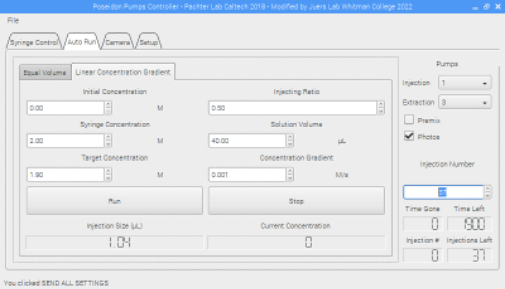 Poseidon Pumps Controller - Pachter Lab Caltech 2018 - Modified by Juers Lab Whitman College 2022
File
Syringe Control Auto Run Camera Setup
Equal Volume Linear Concentration Gradient
Initial Concentration
0.00 M
Syringe Concentration
2.00 M
Target Concentration
1.90 M
Injecting Ratio
0.50
Solution Volume
40.00 µL
Concentration Gradient
0.001 M/s
Run Stop
Injection Size (µL) Current Concentration
1.04 0
Pumps
Injection 1
Extraction 3
Premix
Photos
Injection Number
37
Time Gone Time Left
0 1900
Injection # Injections Left
0 37
You clicked SEND ALL SETTINGS